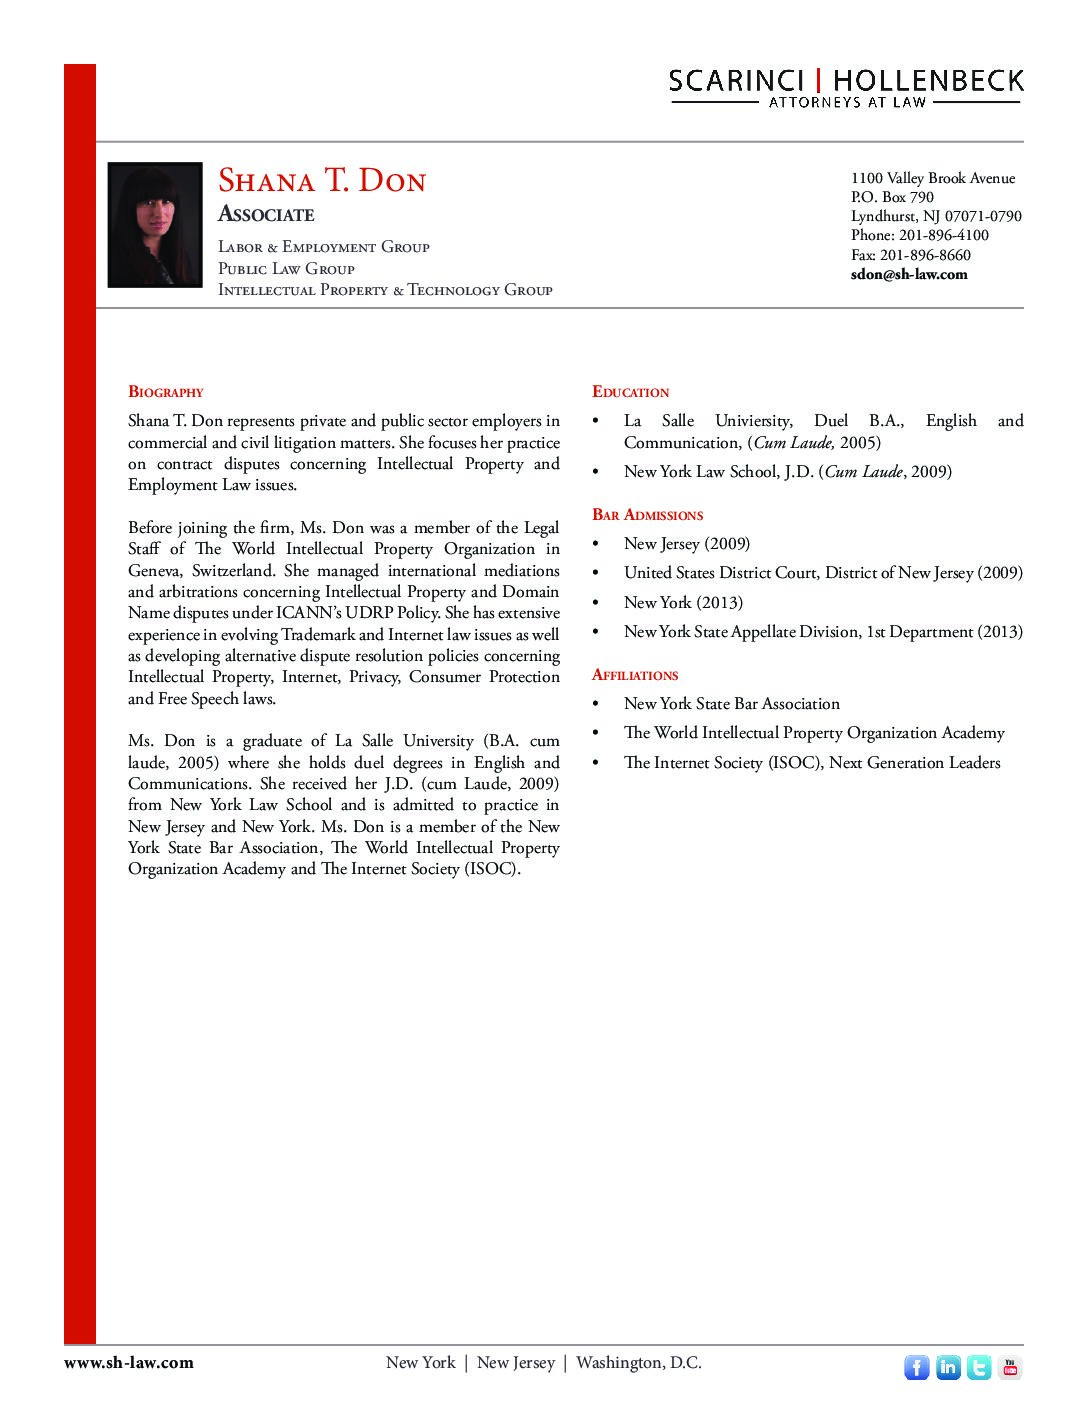 SCARINCI | HOLLENBECK
ATTORNEYS AT LAW
Shana T. Don
Associate
Labor & Employment Group
Public Law Group
Intellectual Property & Technology Group
1100 Valley Brook Avenue
P.O. Box 790
Lyndhurst, NJ 07071-0790
Phone: 201-896-4100
Fax: 201-896-8660
sdon@sh-law.com
Biography
Shana T. Don represents private and public sector employers in
commercial and civil litigation matters. She focuses her practice
on contract disputes concerning Intellectual Property and
Employment Law issues.
Before joining the firm, Ms. Don was a member of the Legal
Staff of The World Intellectual Property Organization in
Geneva, Switzerland. She managed international mediations
and arbitrations concerning Intellectual Property and Domain
Name disputes under ICANN's UDRP Policy. She has extensive
experience in evolving Trademark and Internet law issues as well
as developing alternative dispute resolution policies concerning
Intellectual Property, Internet, Privacy, Consumer Protection
and Free Speech laws.
Ms. Don is a graduate of La Salle University (B.A. cum
laude, 2005) where she holds duel degrees in English and
Communications. She received her J.D. (cum Laude, 2009)
from New York Law School and is admitted to practice in
New Jersey and New York. Ms. Don is a member of the New
York State Bar Association, The World Intellectual Property
Organization Academy and The Internet Society (ISOC).
Education
• La Salle Univiersity, Duel B.A., English and
Communication, (Cum Laude, 2005)
• New York Law School, J.D. (Cum Laude, 2009)
Bar Admissions
• New Jersey (2009)
• United States District Court, District of New Jersey (2009)
• New York (2013)
• New York State Appellate Division, 1st Department (2013)
Affiliations
• New York State Bar Association
• The World Intellectual Property Organization Academy
• The Internet Society (ISOC), Next Generation Leaders
www.sh-law.com
New York | New Jersey | Washington, D.C.
f in t You Tube